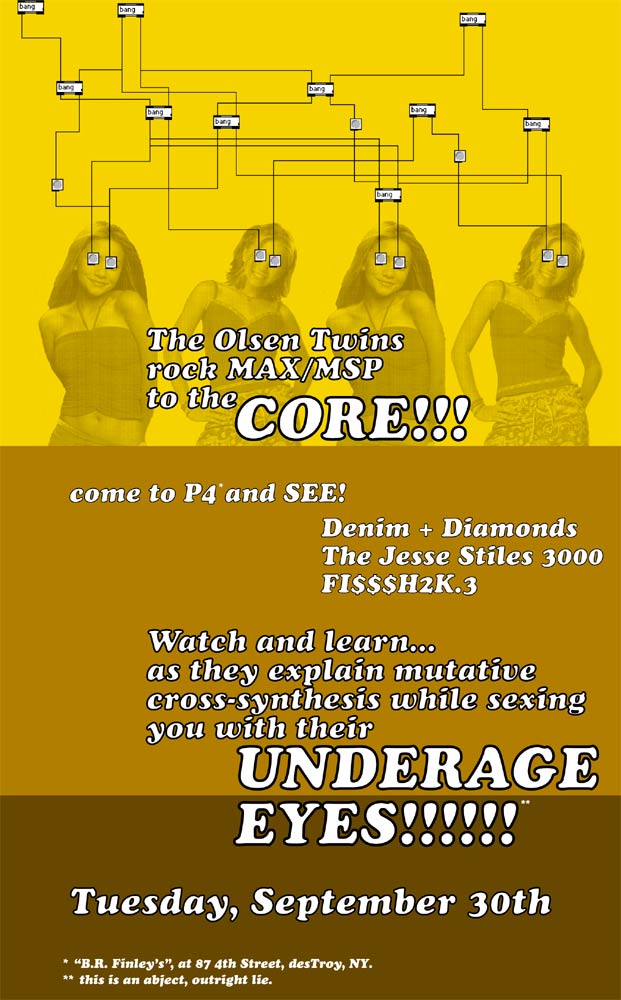 bang
bang
bang
bang
bang
bang
bang
bang
bang
bang
The Olsen Twins
rock MAX/MSP
to the CORE!!!
come to P4* and SEE!
Denim + Diamonds
The Jesse Stiles 3000
FI$$$H2K.3
Watch and learn...
as they explain mutative
cross-synthesis while sexing
you with their
UNDERAGE
EYES!!!!!!**
Tuesday, September 30th
* “B.R. Finley’s”, at 87 4th Street, desTroy, NY.
** this is an abject, outright lie.